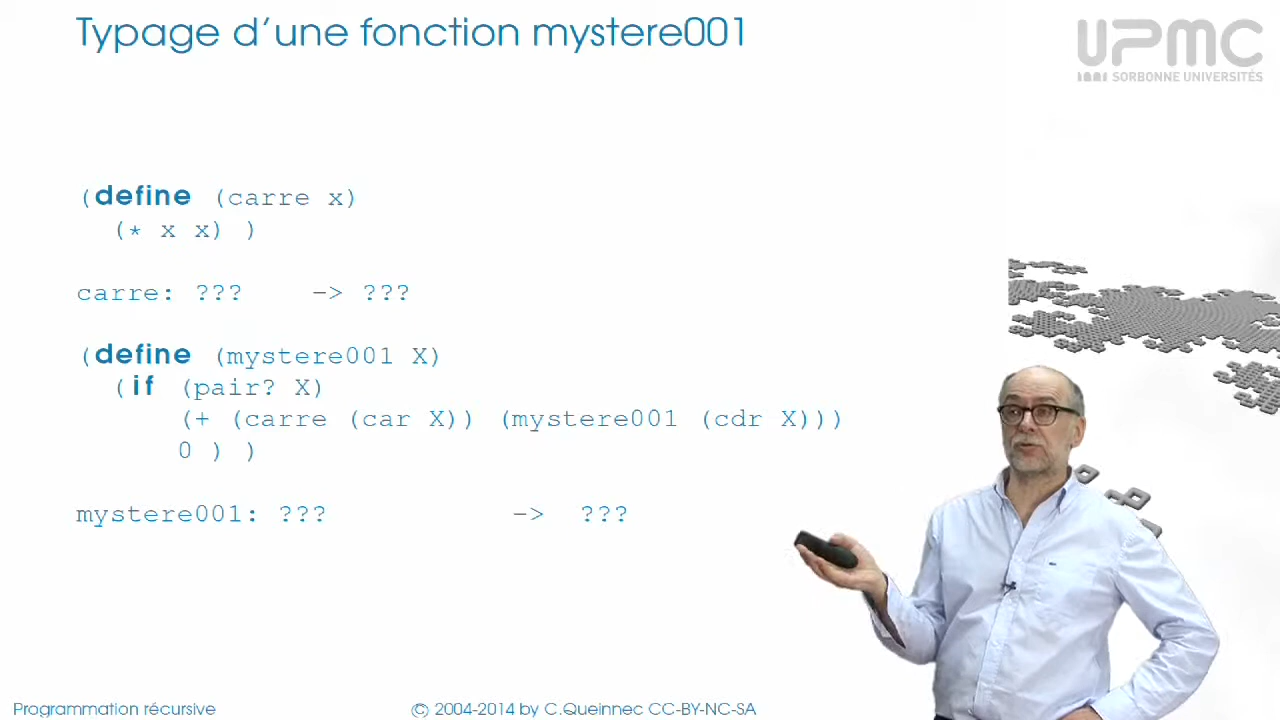 Typage d'une fonction mystere001
UPMC
SORBONNE UNIVERSITÉS
(define (carre x)
(* x x) )
carre: ??? -> ???
(define (mystere001 X)
(if (pair? X)
(+ (carre (car X)) (mystere001 (cdr X)))
0 ) )
mystere001: ??? -> ???
Programmation récursive
© 2004-2014 by C.Queinnec CC-BY-NC-SA